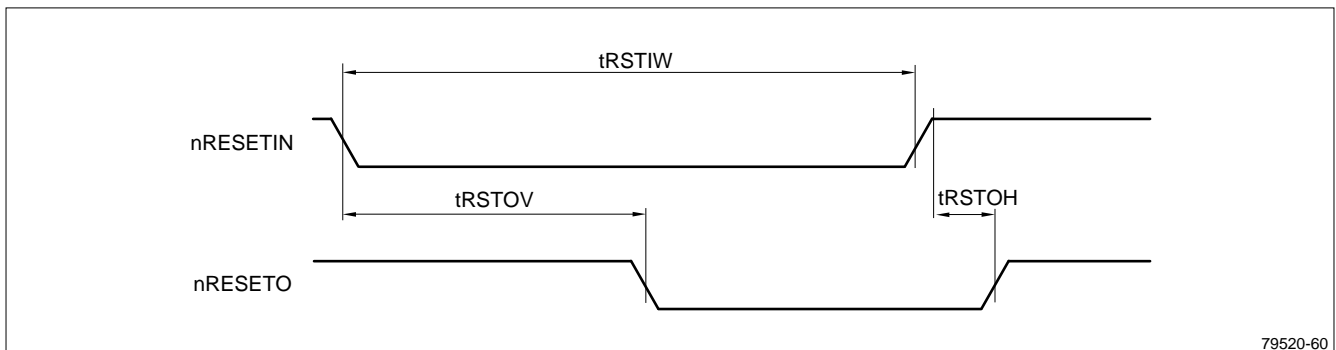 tRSTIW
nRESETIN
tRSTOV
tRSTOH
nRESETO
79520-60